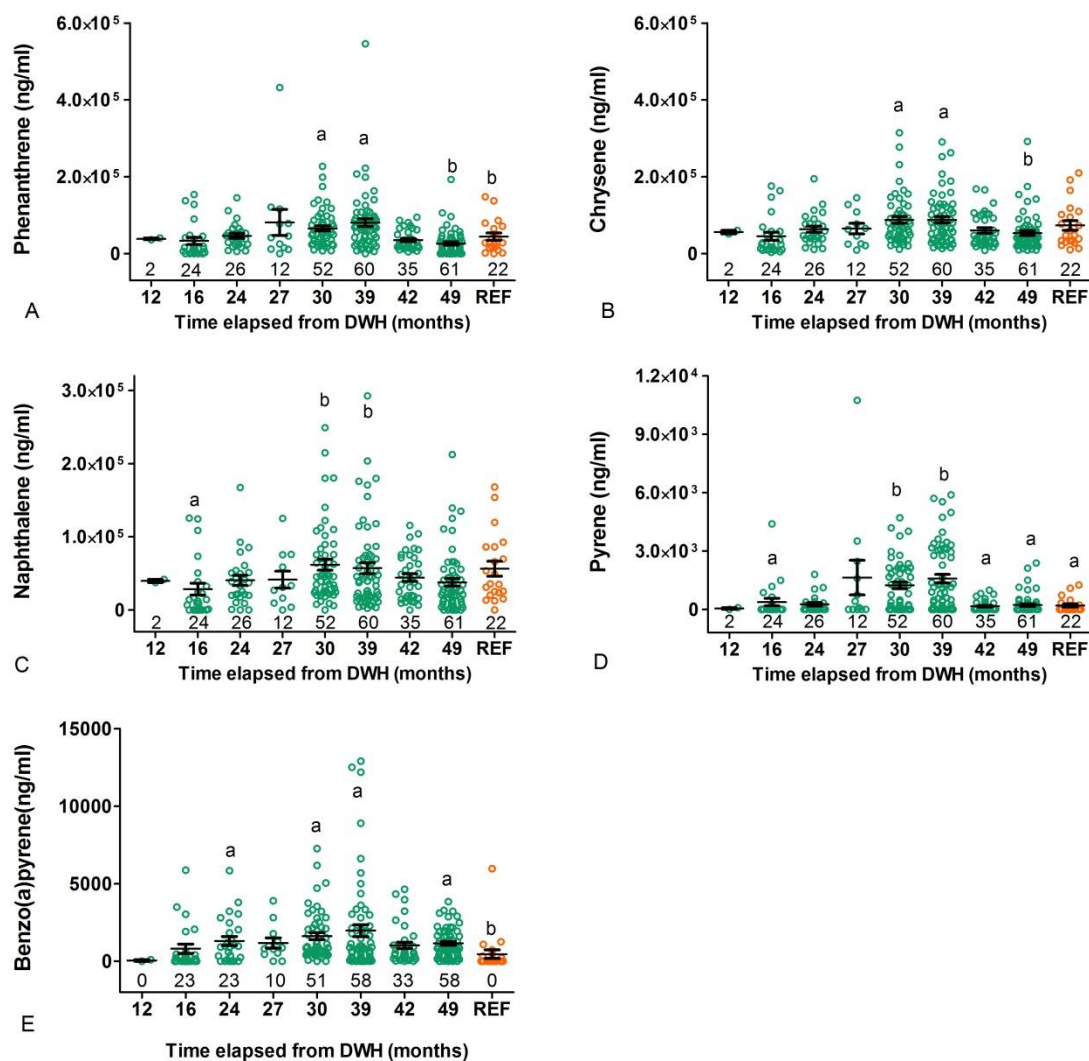 Phenanthrene (ng/ml)
6.0×10⁵
4.0×10⁵
2.0×10⁵
0
a a b b
2 24 26 12 52 60 35 61 22
12 16 24 27 30 39 42 49 REF
Time elapsed from DWH (months)
A
Chrysene (ng/ml)
6.0×10⁵
4.0×10⁵
2.0×10⁵
0
a a b
2 24 26 12 52 60 35 61 22
12 16 24 27 30 39 42 49 REF
Time elapsed from DWH (months)
B
Naphthalene (ng/ml)
3.0×10⁵
2.0×10⁵
1.0×10⁵
0
a b b
2 24 26 12 52 60 35 61 22
12 16 24 27 30 39 42 49 REF
Time elapsed from DWH (months)
C
Pyrene (ng/ml)
1.2×10⁴
9.0×10³
6.0×10³
3.0×10³
0
a b b a a a
2 24 26 12 52 60 35 61 22
12 16 24 27 30 39 42 49 REF
Time elapsed from DWH (months)
D
Benzo(a)pyrene(ng/ml)
15000
10000
5000
0
a a a a b
0 23 23 10 51 58 33 58 0
12 16 24 27 30 39 42 49 REF
Time elapsed from DWH (months)
E